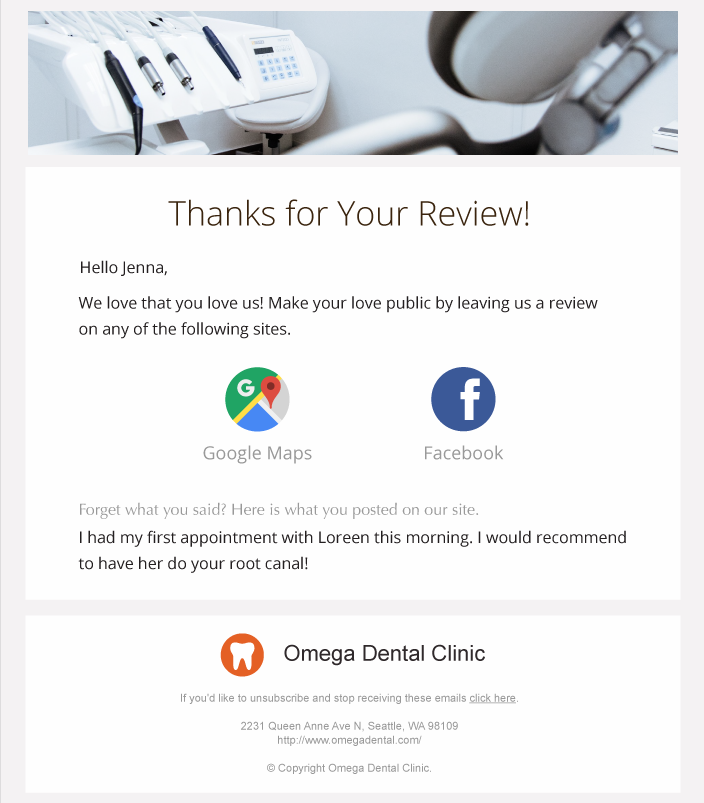 Thanks for Your Review!
Hello Jenna,
We love that you love us! Make your love public by leaving us a review
on any of the following sites.
G
f
Google Maps
Facebook
Forget what you said? Here is what you posted on our site.
I had my first appointment with Loreen this morning. I would recommend
to have her do your root canal!
Omega Dental Clinic
If you'd like to unsubscribe and stop receiving these emails click here.
2231 Queen Anne Ave N, Seattle, WA 98109
http://www.omegadental.com/
© Copyright Omega Dental Clinic.